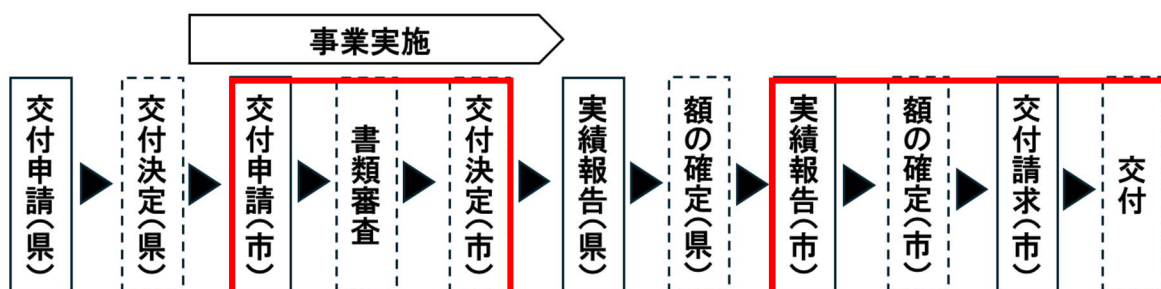 事業実施
交付申請(県)
交付決定(県)
交付申請(市)
書類審査
交付決定(市)
実績報告(県)
額の確定(県)
実績報告(市)
額の確定(市)
交付請求(市)
交付